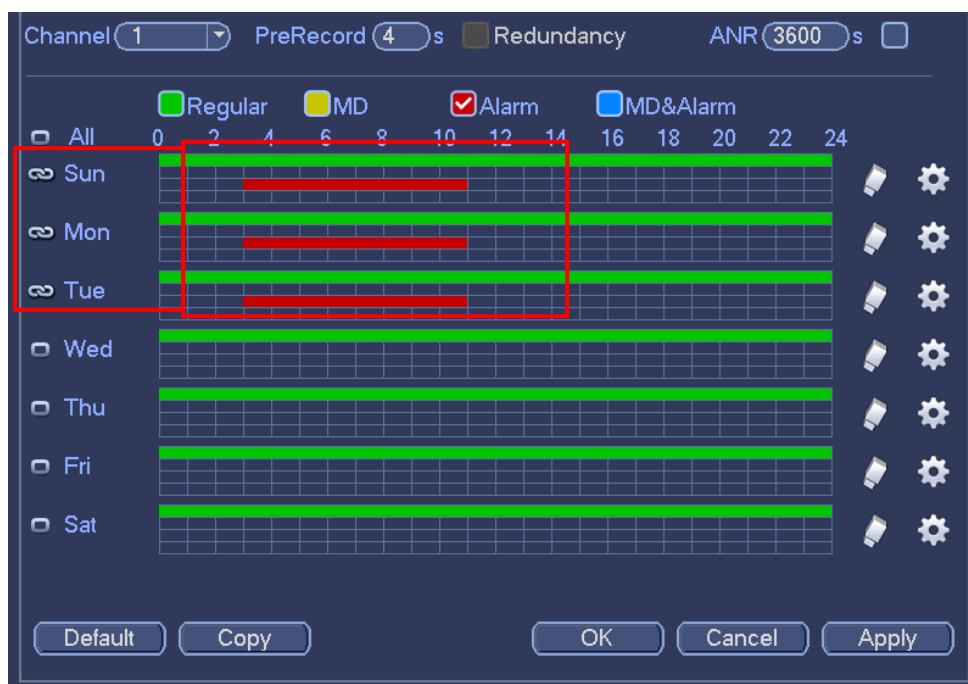 Channel 1 PreRecord 4 s Redundancy ANR 3600 s
Regular MD Alarm MD&Alarm
All 0 2 4 6 8 10 12 14 16 18 20 22 24
Sun
Mon
Tue
Wed
Thu
Fri
Sat
Default Copy OK Cancel Apply